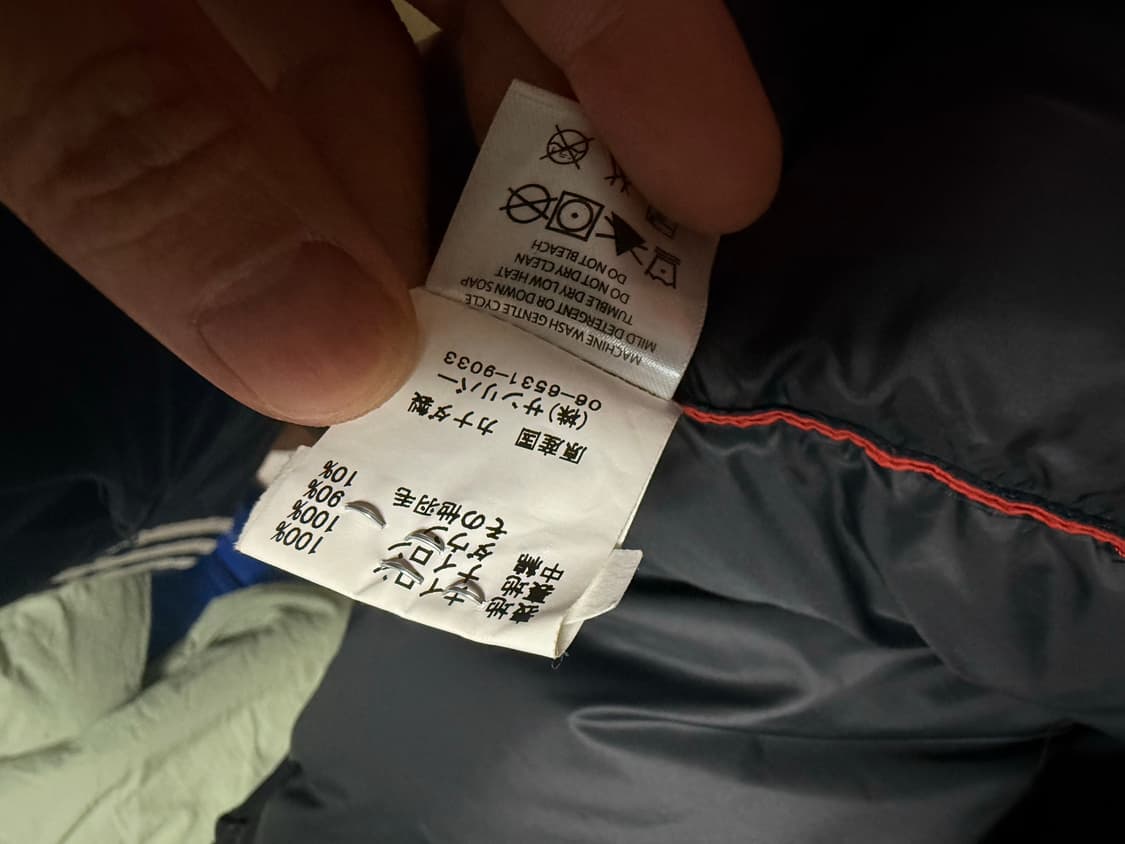 表地 ナイロン 100%
裏地 ナイロン 100%
中綿 ダウン 90%
その他羽毛 10%
原産国 カナダ製
(株)サンリバー
06-6531-9033
MACHINE WASH GENTLE CYCLE
MILD DETERGENT OR DOWN SOAP
TUMBLE DRY LOW HEAT
DO NOT DRY CLEAN
DO NOT BLEACH